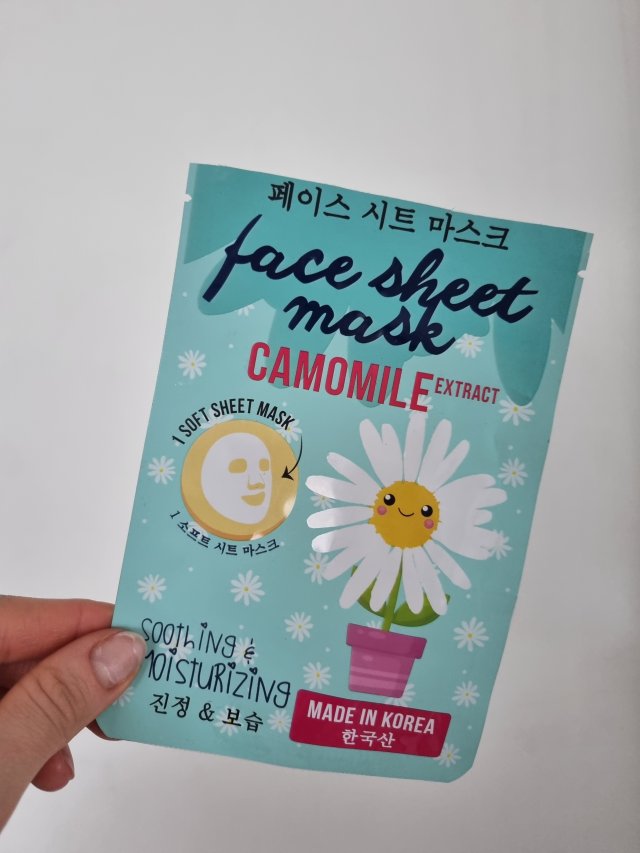 페이스 시트 마스크
face sheet
mask
CAMOMILE EXTRACT
1 SOFT SHEET MASK
1 소프트 시트 마스크
SOOTHING &
MOISTURIZING
진정 & 보습
MADE IN KOREA
한국산